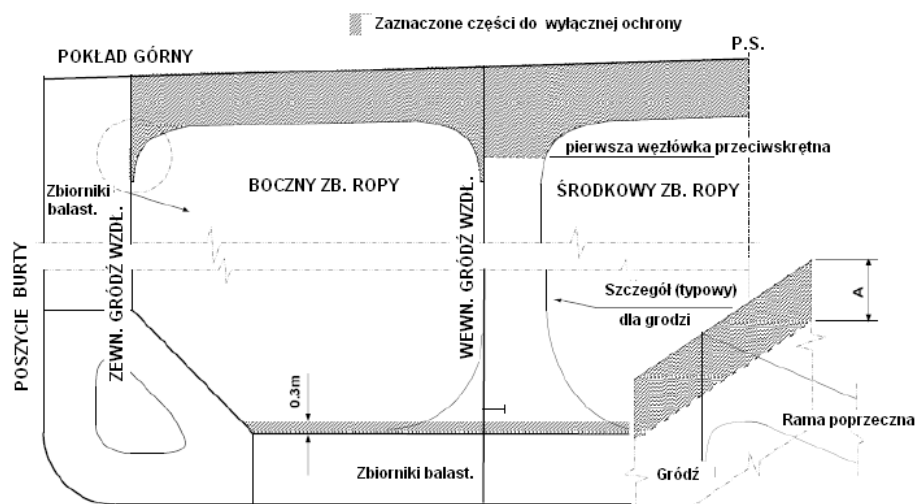 Zaznaczone części do wyłącznej ochrony
P.S.
POKŁAD GÓRNY
pierwsza węzłówka przeciwskrętna
BOCZNY ZB. ROPY
ŚRODKOWY ZB. ROPY
Zbiorniki
balast.
POSZYCIE BURTY
ZEWN. GRÓDŹ WZDŁ.
WEWN. GRÓDŹ WZDŁ.
Szczegół (typowy)
dla grodzi
A
0.3m
Rama poprzeczna
Zbiorniki balast.
Gródź